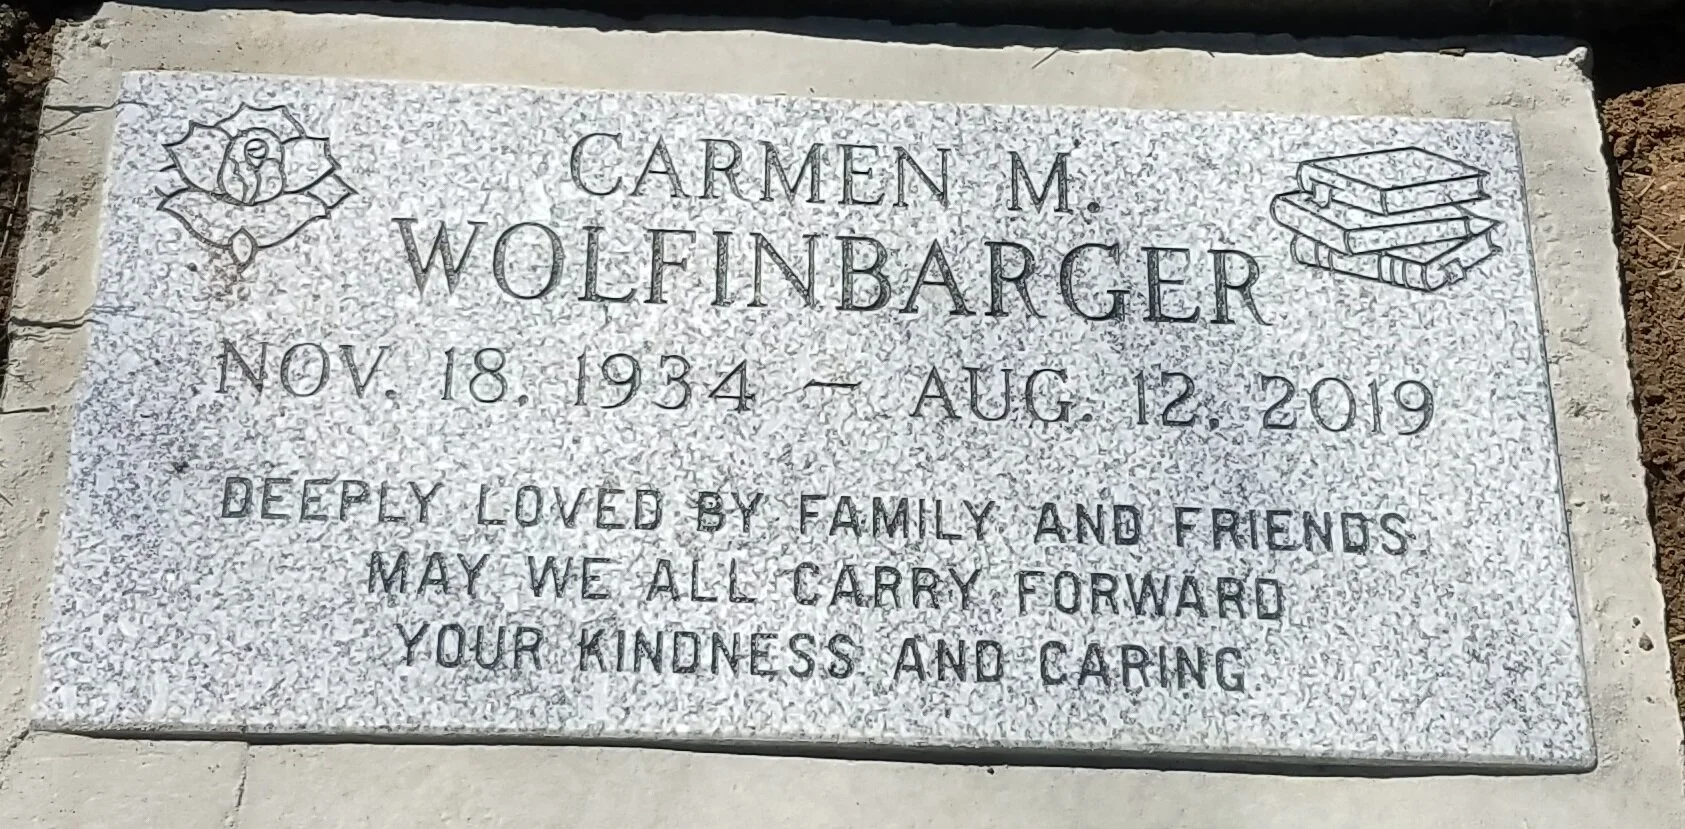 CARMEN M.
WOLFINBARGER
NOV. 18, 1934 – AUG. 12, 2019
DEEPLY LOVED BY FAMILY AND FRIENDS
MAY WE ALL CARRY FORWARD
YOUR KINDNESS AND CARING